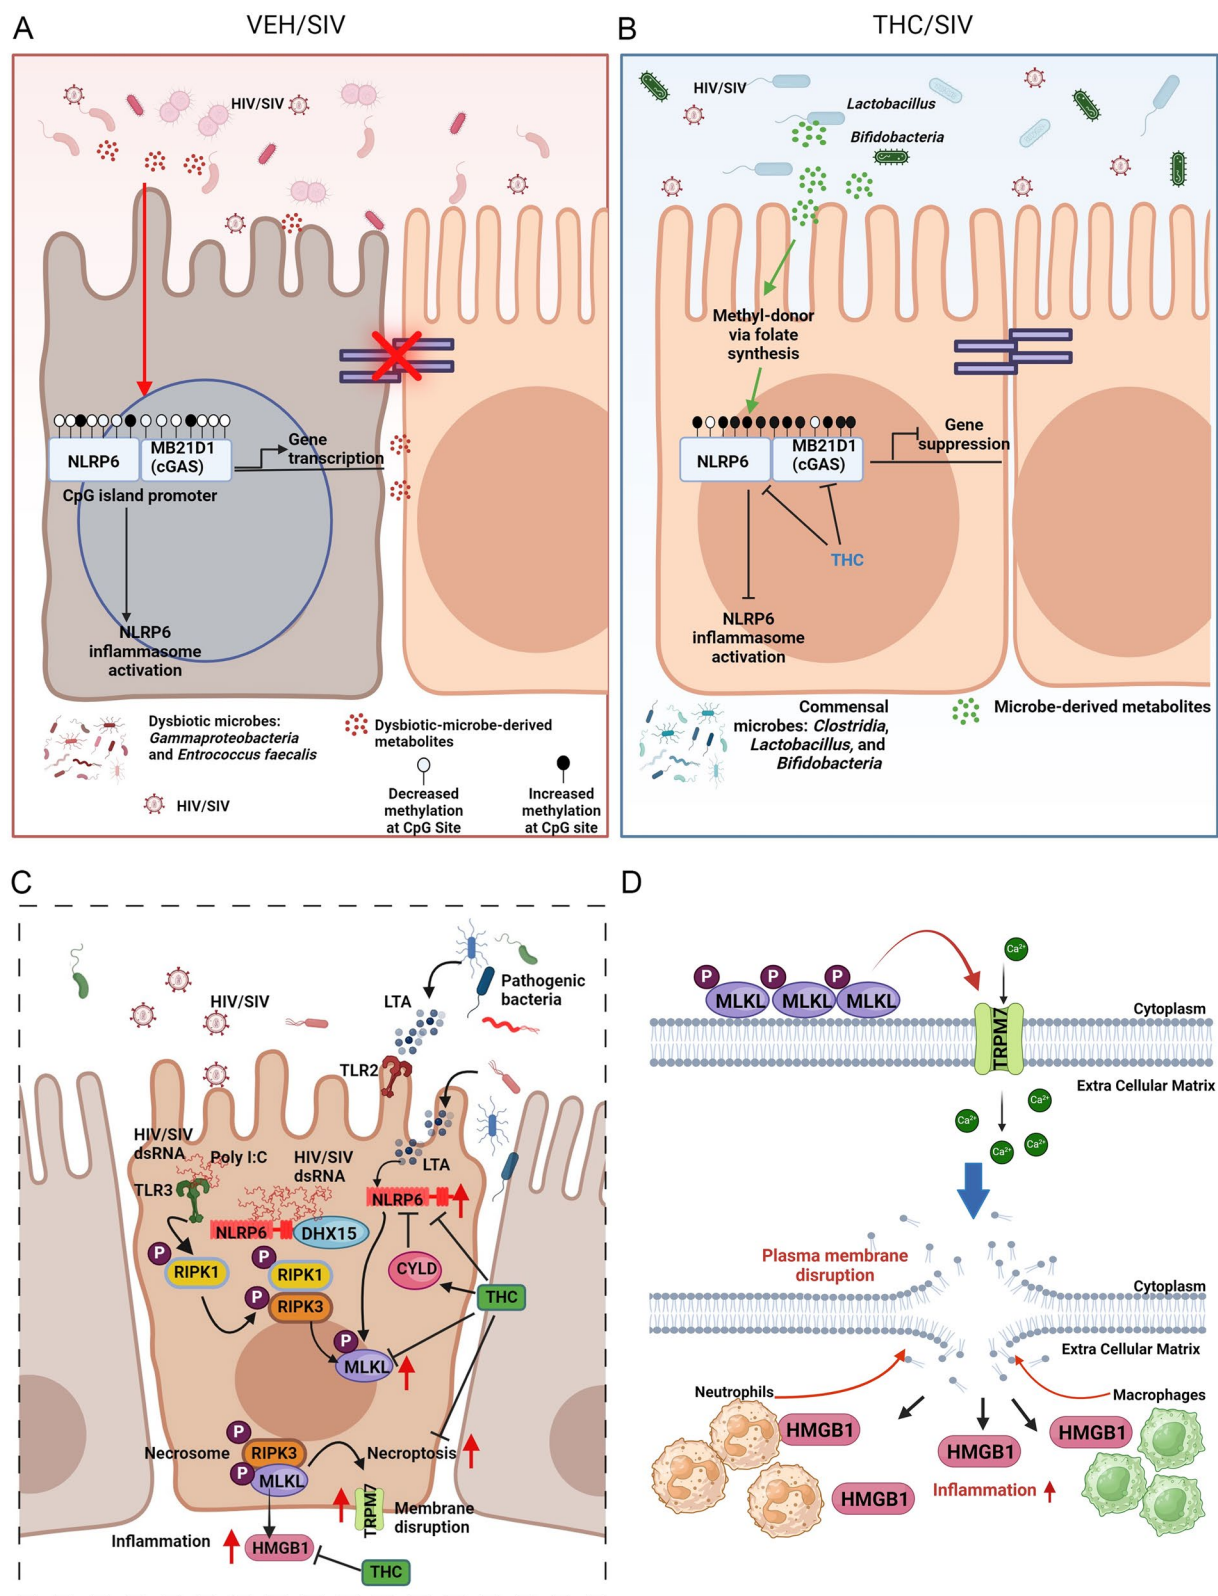 A
VEH/SIV
HIV/SIV
NLRP6
MB21D1
(cGAS)
Gene
transcription
CpG island promoter
NLRP6
inflammasome
activation
Dysbiotic microbes:
Gammaproteobacteria
and Entrococcus faecalis
HIV/SIV
Dysbiotic-microbe-derived
metabolites
Decreased
methylation
at CpG Site
Increased
methylation
at CpG site
B
THC/SIV
HIV/SIV
Lactobacillus
Bifidobacteria
Methyl-donor
via folate
synthesis
NLRP6
MB21D1
(cGAS)
Gene
suppression
THC
NLRP6
inflammasome
activation
Commensal
microbes: Clostridia,
Lactobacillus, and
Bifidobacteria
Microbe-derived metabolites
C
HIV/SIV
Pathogenic
bacteria
LTA
TLR2
HIV/SIV
dsRNA
Poly I:C
HIV/SIV
dsRNA
LTA
TLR3
NLRP6
NLRP6
DHX15
P
RIPK1
P
RIPK1
P
RIPK3
CYLD
THC
P
MLKL
Necrosome
P
RIPK3
P
MLKL
Necroptosis
TRPM7
Membrane
disruption
Inflammation
HMGB1
THC
D
P
MLKL
P
MLKL
P
MLKL
Ca2+
TRPM7
Cytoplasm
Extra Cellular Matrix
Ca2+
Ca2+
Ca2+
Ca2+
Plasma membrane
disruption
Cytoplasm
Extra Cellular Matrix
Neutrophils
Macrophages
HMGB1
HMGB1
HMGB1
HMGB1
Inflammation